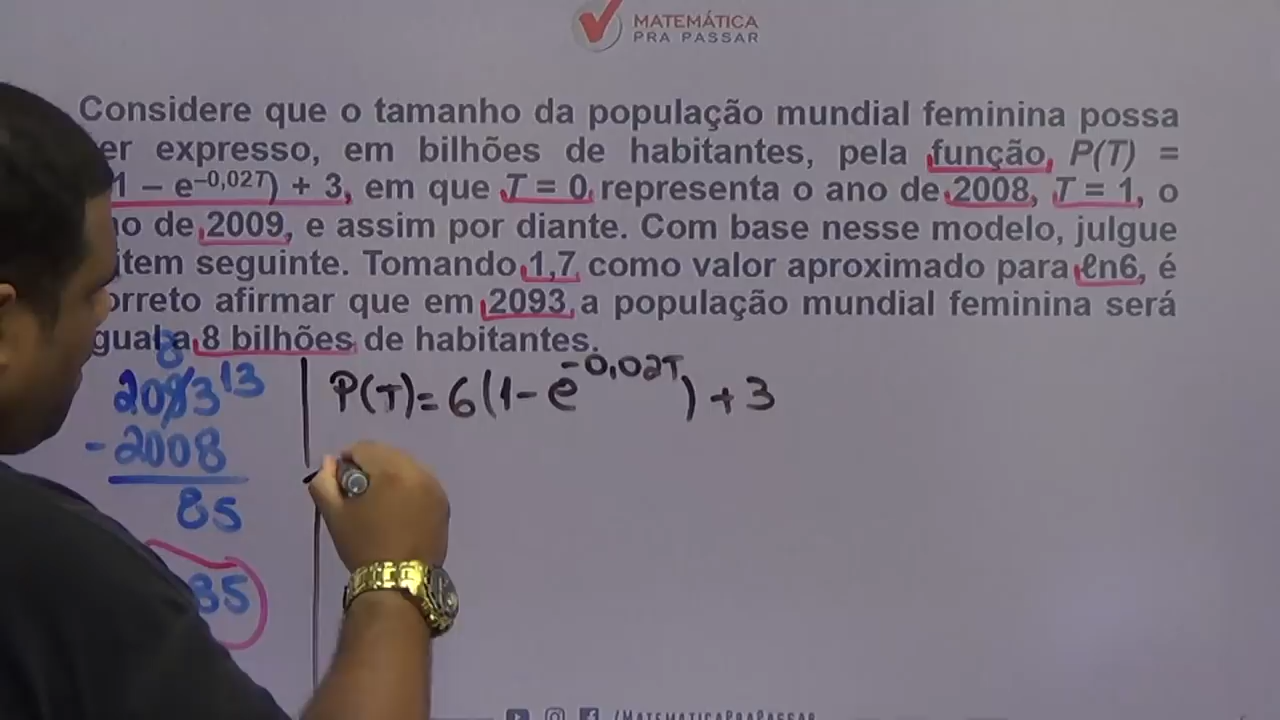 MATEMÁTICA
PRA PASSAR
Considere que o tamanho da população mundial feminina possa
er expresso, em bilhões de habitantes, pela função P(T) =
1 – e–0,02T) + 3, em que T = 0 representa o ano de 2008, T = 1, o
o de 2009, e assim por diante. Com base nesse modelo, julgue
item seguinte. Tomando 1,7 como valor aproximado para ℓn6, é
orreto afirmar que em 2093 a população mundial feminina será
gual a 8 bilhões de habitantes.
8
2093 13
- 2008
85
85
P(T) = 6(1 - e-0,02T) + 3
/MATEMATICAPRAPASSAR